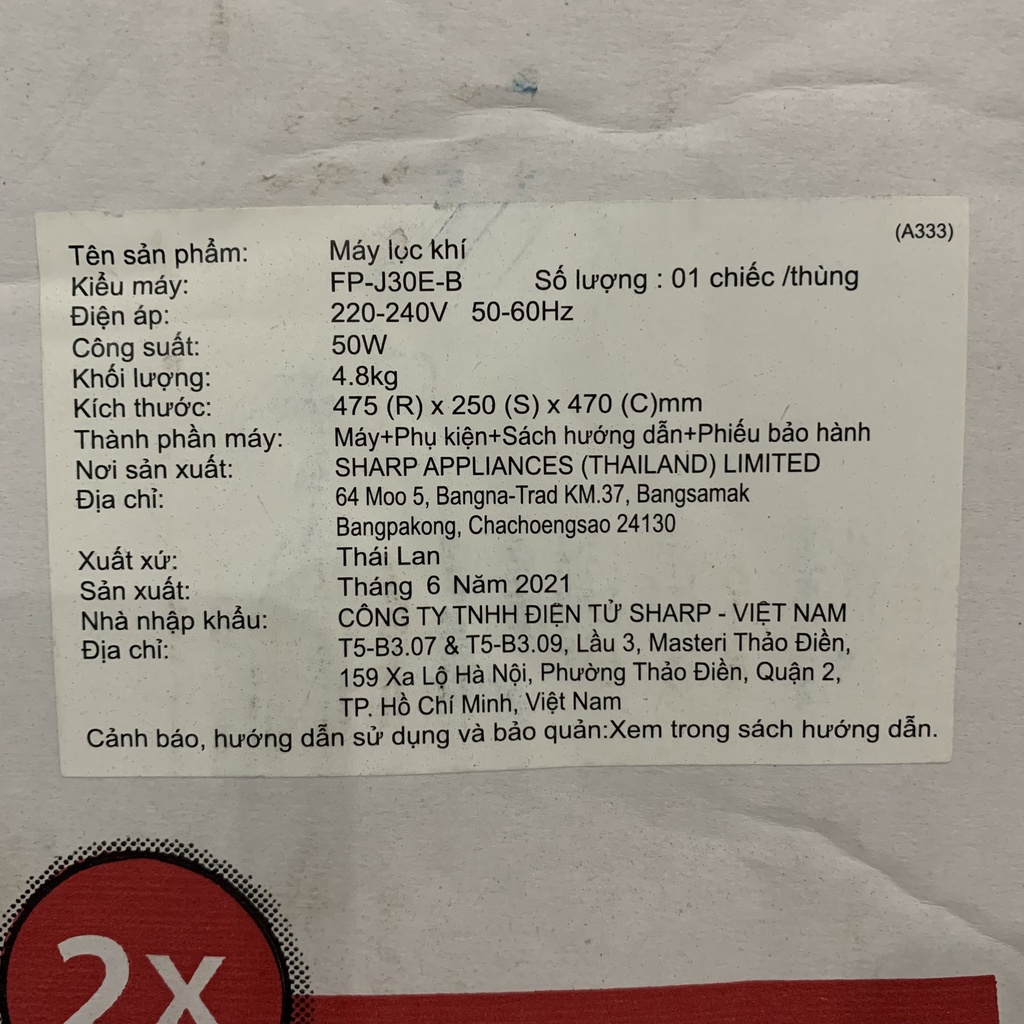 (A333)
Tên sản phẩm: Máy lọc khí
Kiểu máy: FP-J30E-B Số lượng : 01 chiếc /thùng
Điện áp: 220-240V 50-60Hz
Công suất: 50W
Khối lượng: 4.8kg
Kích thước: 475 (R) x 250 (S) x 470 (C)mm
Thành phần máy: Máy+Phụ kiện+Sách hướng dẫn+Phiếu bảo hành
Nơi sản xuất: SHARP APPLIANCES (THAILAND) LIMITED
Địa chỉ: 64 Moo 5, Bangna-Trad KM.37, Bangsamak
Bangpakong, Chachoengsao 24130
Xuất xứ: Thái Lan
Sản xuất: Tháng 6 Năm 2021
Nhà nhập khẩu: CÔNG TY TNHH ĐIỆN TỬ SHARP - VIỆT NAM
Địa chỉ: T5-B3.07 & T5-B3.09, Lầu 3, Masteri Thảo Điền,
159 Xa Lộ Hà Nội, Phường Thảo Điền, Quận 2,
TP. Hồ Chí Minh, Việt Nam
Cảnh báo, hướng dẫn sử dụng và bảo quản:Xem trong sách hướng dẫn.
2X